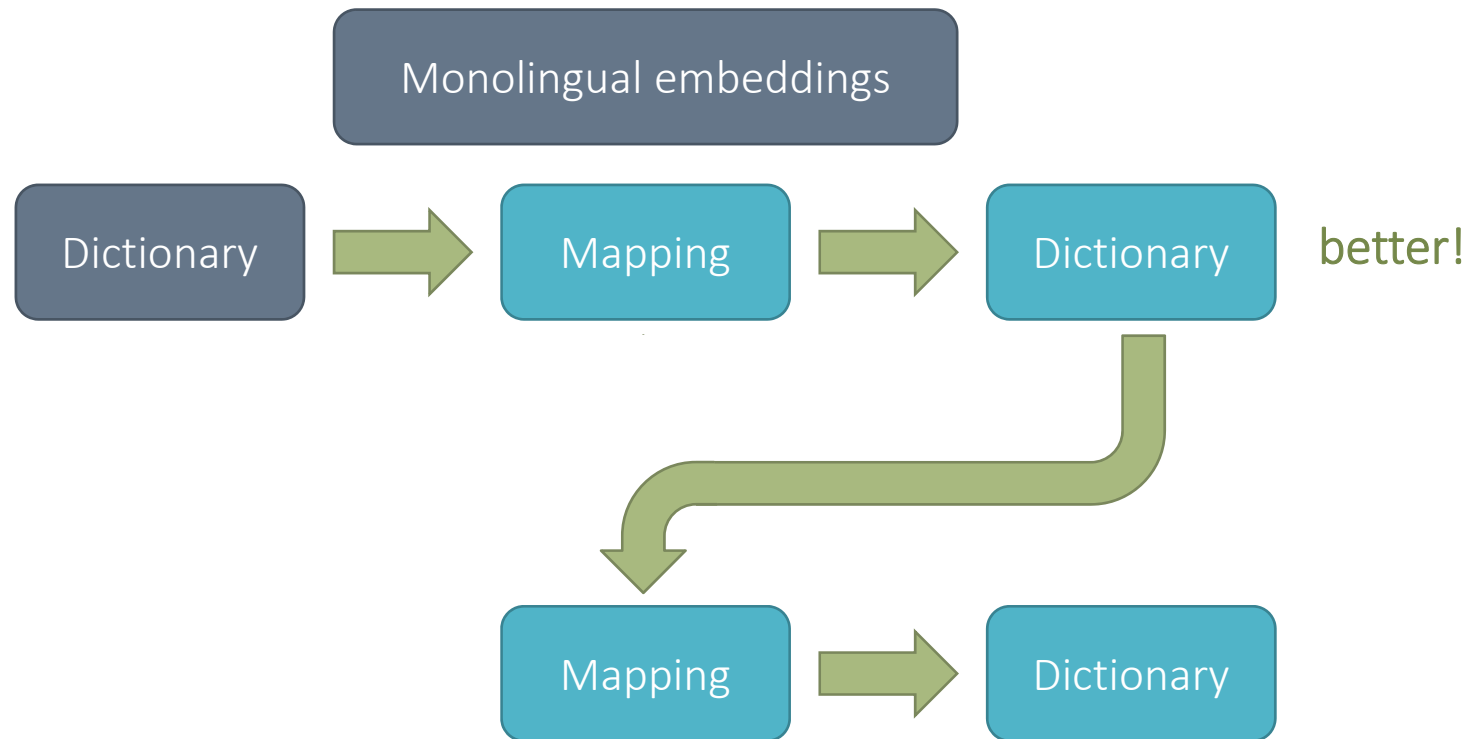 Monolingual embeddings
Dictionary
Mapping
Dictionary
better!
Mapping
Dictionary